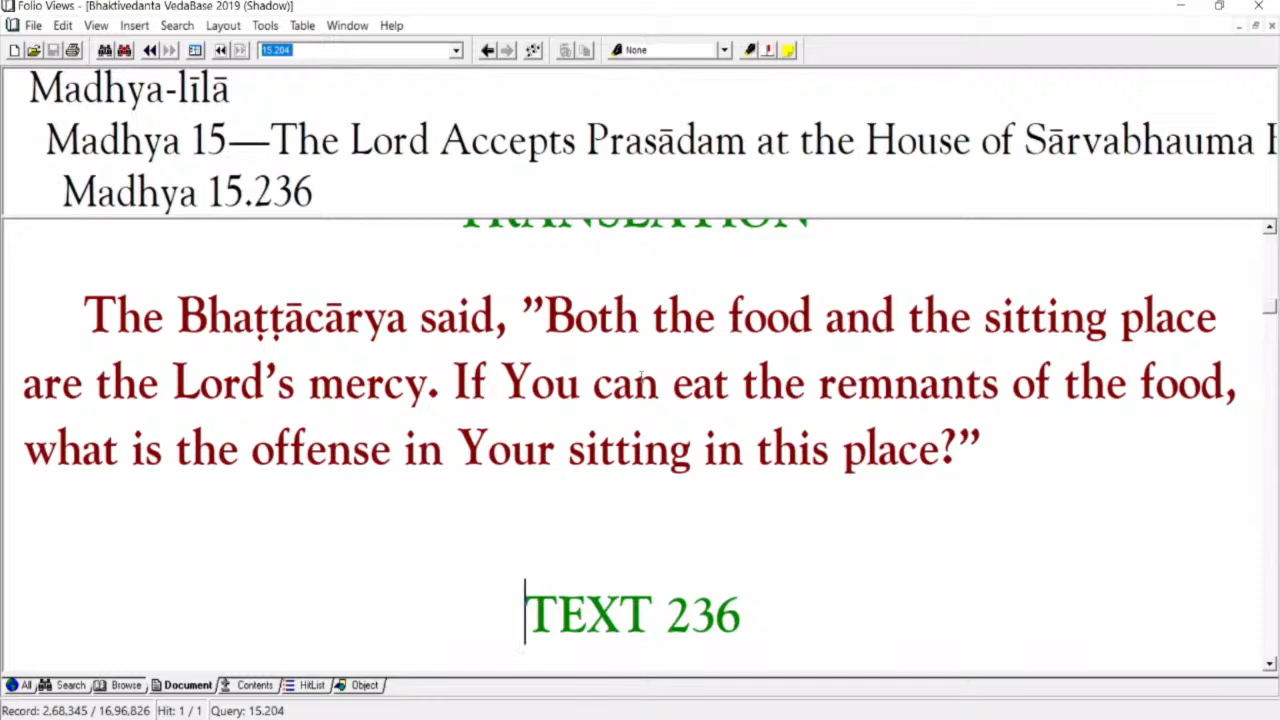 Folio Views - [Bhaktivedanta VedaBase 2019 (Shadow)]
File Edit View Insert Search Layout Tools Table Window Help
15.204 None
Madhya-līlā
Madhya 15—The Lord Accepts Prasādam at the House of Sārvabhauma
Madhya 15.236
TRANSLATION
The Bhaṭṭācārya said, ”Both the food and the sitting place
are the Lord’s mercy. If You can eat the remnants of the food,
what is the offense in Your sitting in this place?”
TEXT 236
All Search Browse Document Contents HitList Object
Record: 2,68,345 / 16,96,826 Hit: 1 / 1 Query: 15.204